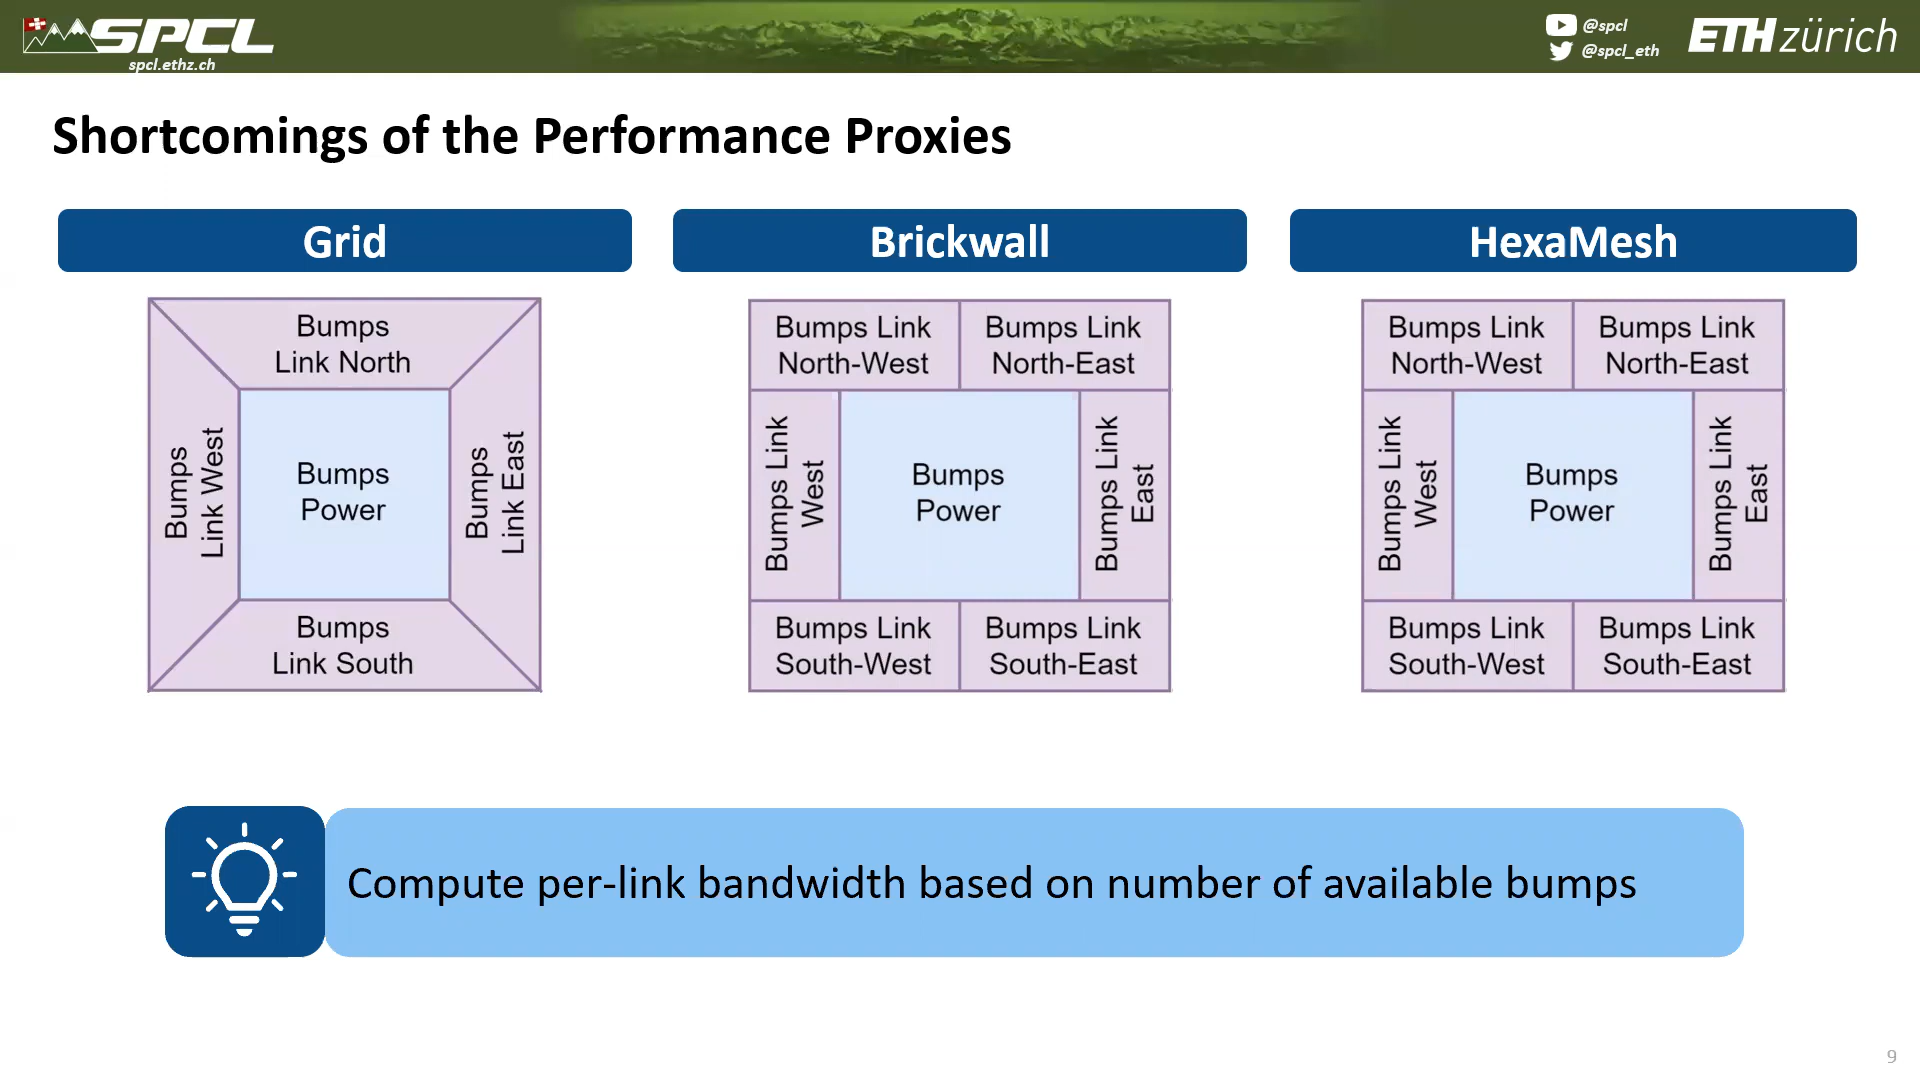 SPCL
spcl.ethz.ch
@spcl
@spcl_eth
ETH zürich
Shortcomings of the Performance Proxies
Grid
Brickwall
HexaMesh
Bumps
Link North
Bumps
Link West
Bumps
Power
Bumps
Link East
Bumps
Link South
Bumps Link
North-West
Bumps Link
North-East
Bumps Link
West
Bumps
Power
Bumps Link
East
Bumps Link
South-West
Bumps Link
South-East
Bumps Link
North-West
Bumps Link
North-East
Bumps Link
West
Bumps
Power
Bumps Link
East
Bumps Link
South-West
Bumps Link
South-East
Compute per-link bandwidth based on number of available bumps
9